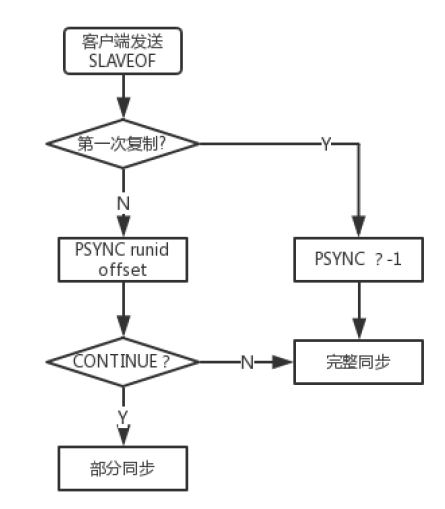 客户端发送
SLAVEOF
第一次复制?
Y
N
PSYNC runid
offset
PSYNC ? -1
CONTINUE ?
N
完整同步
Y
部分同步